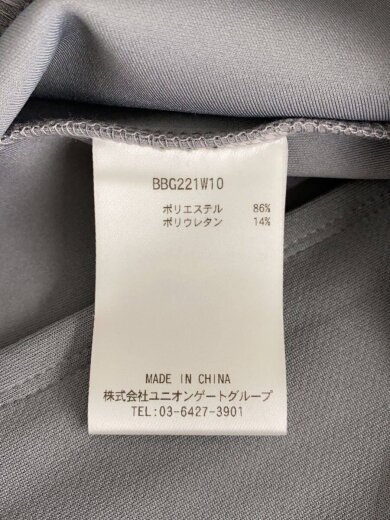 BBG221W10
ポリエステル 86%
ポリウレタン 14%
MADE IN CHINA
株式会社ユニオンゲートグループ
TEL:03-6427-3901